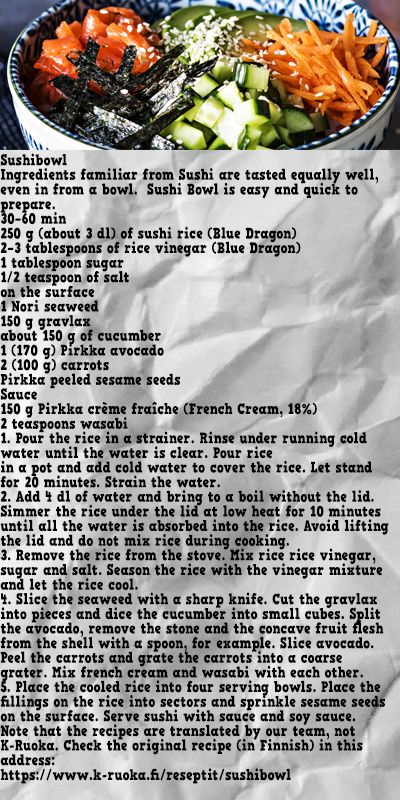 Sushibowl
Ingredients familiar from Sushi are tasted equally well,
even in from a bowl.  Sushi Bowl is easy and quick to
prepare.
30-60 min
250 g (about 3 dl) of sushi rice (Blue Dragon)
2-3 tablespoons of rice vinegar (Blue Dragon)
1 tablespoon sugar
1/2 teaspoon of salt
on the surface
1 Nori seaweed
150 g gravlax
about 150 g of cucumber
1 (170 g) Pirkka avocado
2 (100 g) carrots
Pirkka peeled sesame seeds
Sauce
150 g Pirkka crème fraîche (French Cream, 18%)
2 teaspoons wasabi
1. Pour the rice in a strainer. Rinse under running cold
water until the water is clear. Pour rice
in a pot and add cold water to cover the rice. Let stand
for 20 minutes. Strain the water.
2. Add 4 dl of water and bring to a boil without the lid.
Simmer the rice under the lid at low heat for 10 minutes
until all the water is absorbed into the rice. Avoid lifting
the lid and do not mix rice during cooking.
3. Remove the rice from the stove. Mix rice rice vinegar,
sugar and salt. Season the rice with the vinegar mixture
and let the rice cool.
4. Slice the seaweed with a sharp knife. Cut the gravlax
into pieces and dice the cucumber into small cubes. Split
the avocado, remove the stone and the concave fruit flesh
from the shell with a spoon, for example. Slice avocado.
Peel the carrots and grate the carrots into a coarse
grater. Mix french cream and wasabi with each other.
5. Place the cooled rice into four serving bowls. Place the
fillings on the rice into sectors and sprinkle sesame seeds
on the surface. Serve sushi with sauce and soy sauce.
Note that the recipes are translated by our team, not
K-Ruoka. Check the original recipe (in Finnish) in this
address:
https://www.k-ruoka.fi/reseptit/sushibowl